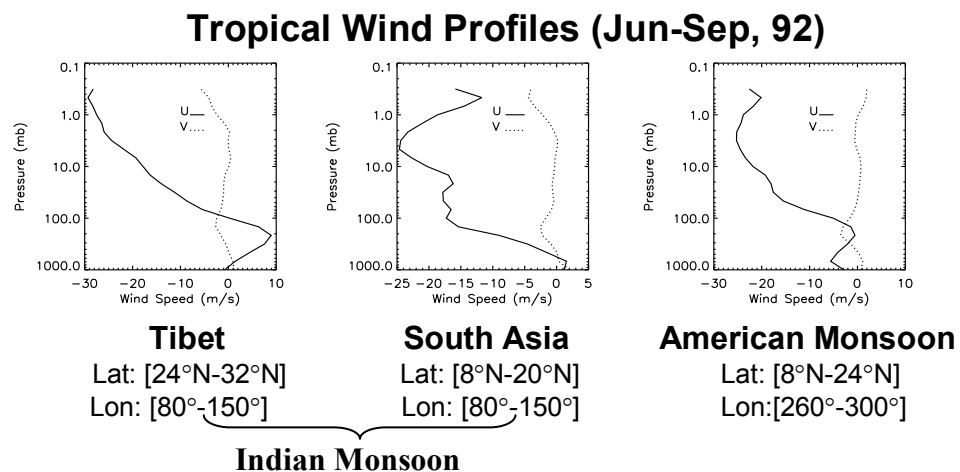 Tropical Wind Profiles (Jun-Sep, 92)
0.1
1.0
10.0
100.0
1000.0
Pressure (mb)
U
V ....
-30 -20 -10 0 10
Wind Speed (m/s)
0.1
1.0
10.0
100.0
1000.0
Pressure (mb)
U
V ....
-25 -20 -15 -10 -5 0 5
Wind Speed (m/s)
0.1
1.0
10.0
100.0
1000.0
Pressure (mb)
U
V ....
-30 -20 -10 0 10
Wind Speed (m/s)
Tibet
Lat: [24°N-32°N]
Lon: [80°-150°]
South Asia
Lat: [8°N-20°N]
Lon: [80°-150°]
American Monsoon
Lat: [8°N-24°N]
Lon:[260°-300°]
Indian Monsoon